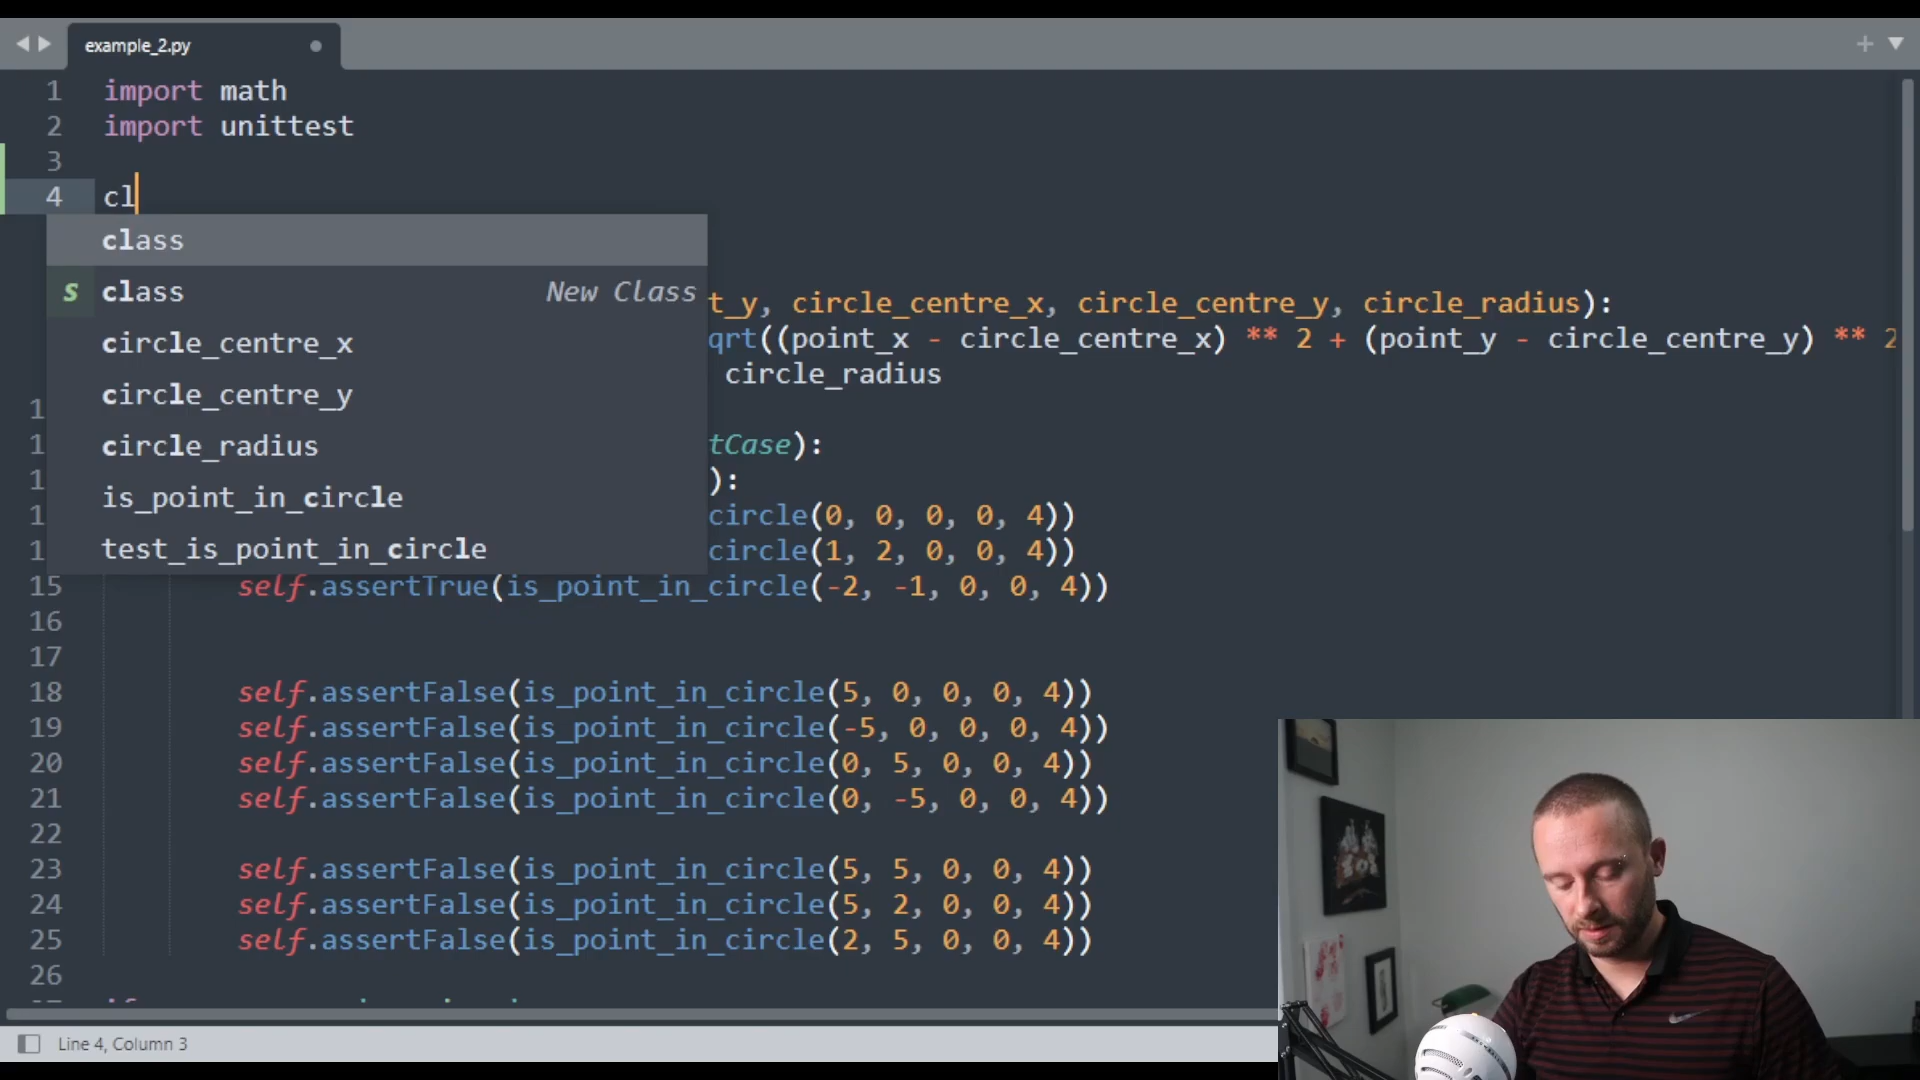 example_2.py
1 import math
2 import unittest
3
4 cl
class
s class New Class
circle_centre_x
circle_centre_y
circle_radius
is_point_in_circle
test_is_point_in_circle
t_y, circle_centre_x, circle_centre_y, circle_radius):
qrt((point_x - circle_centre_x) ** 2 + (point_y - circle_centre_y) ** 2
circle_radius
1
1 tCase):
1 ):
1 circle(0, 0, 0, 0, 4))
1 circle(1, 2, 0, 0, 4))
15 self.assertTrue(is_point_in_circle(-2, -1, 0, 0, 4))
16
17
18 self.assertFalse(is_point_in_circle(5, 0, 0, 0, 4))
19 self.assertFalse(is_point_in_circle(-5, 0, 0, 0, 4))
20 self.assertFalse(is_point_in_circle(0, 5, 0, 0, 4))
21 self.assertFalse(is_point_in_circle(0, -5, 0, 0, 4))
22
23 self.assertFalse(is_point_in_circle(5, 5, 0, 0, 4))
24 self.assertFalse(is_point_in_circle(5, 2, 0, 0, 4))
25 self.assertFalse(is_point_in_circle(2, 5, 0, 0, 4))
26
Line 4, Column 3